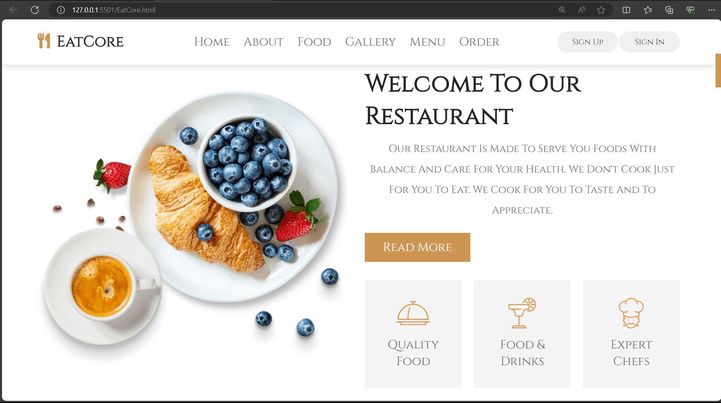 127.0.0.1:5501/EatCore.html
EatCore
Home About Food Gallery Menu Order Sign Up Sign In
Welcome To Our
Restaurant
Our Restaurant Is Made To Serve You Foods With
Balance And Care For Your Health. We Don't Cook Just
For You To Eat. We Cook For You To Taste And To
Appreciate.
Read More
Quality
Food
Food &
Drinks
Expert
Chefs